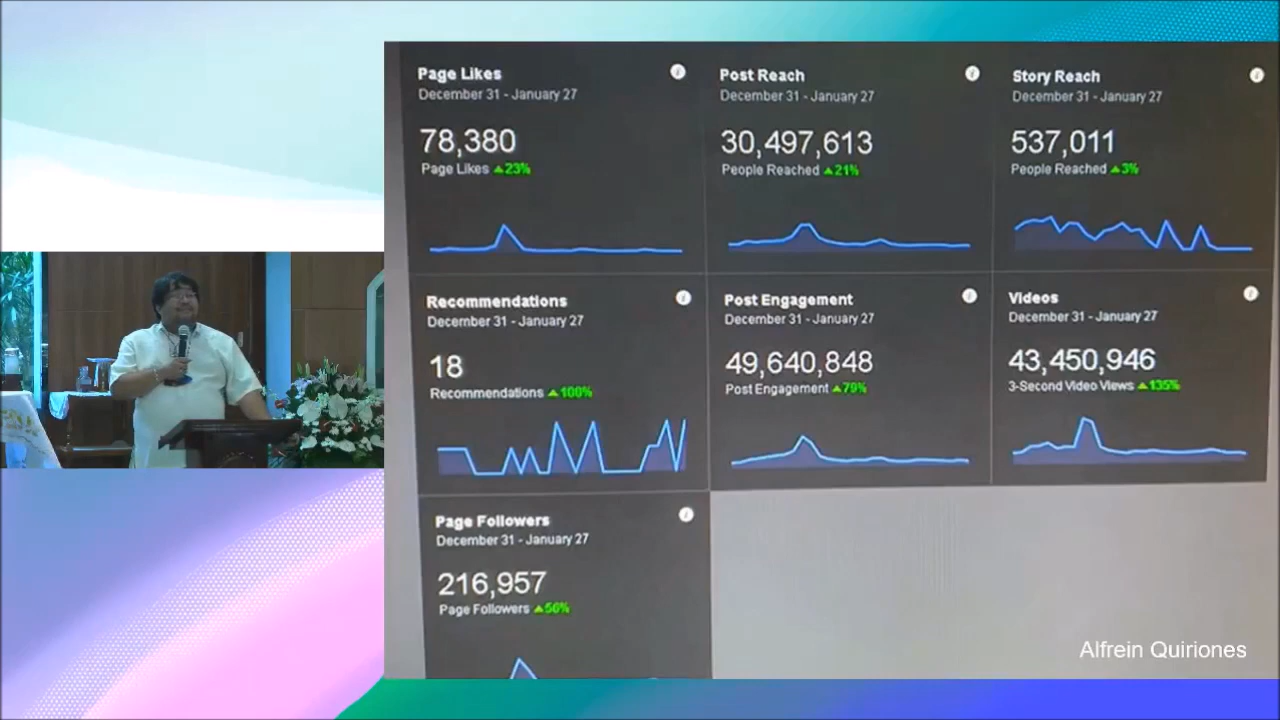 Page Likes
December 31 - January 27
78,380
Page Likes 23%
Post Reach
December 31 - January 27
30,497,613
People Reached 21%
Story Reach
December 31 - January 27
537,011
People Reached 3%
Recommendations
December 31 - January 27
18
Recommendations 100%
Post Engagement
December 31 - January 27
49,640,848
Post Engagement 79%
Videos
December 31 - January 27
43,450,946
3-Second Video Views 135%
Page Followers
December 31 - January 27
216,957
Page Followers 56%
Alfrein Quiriones